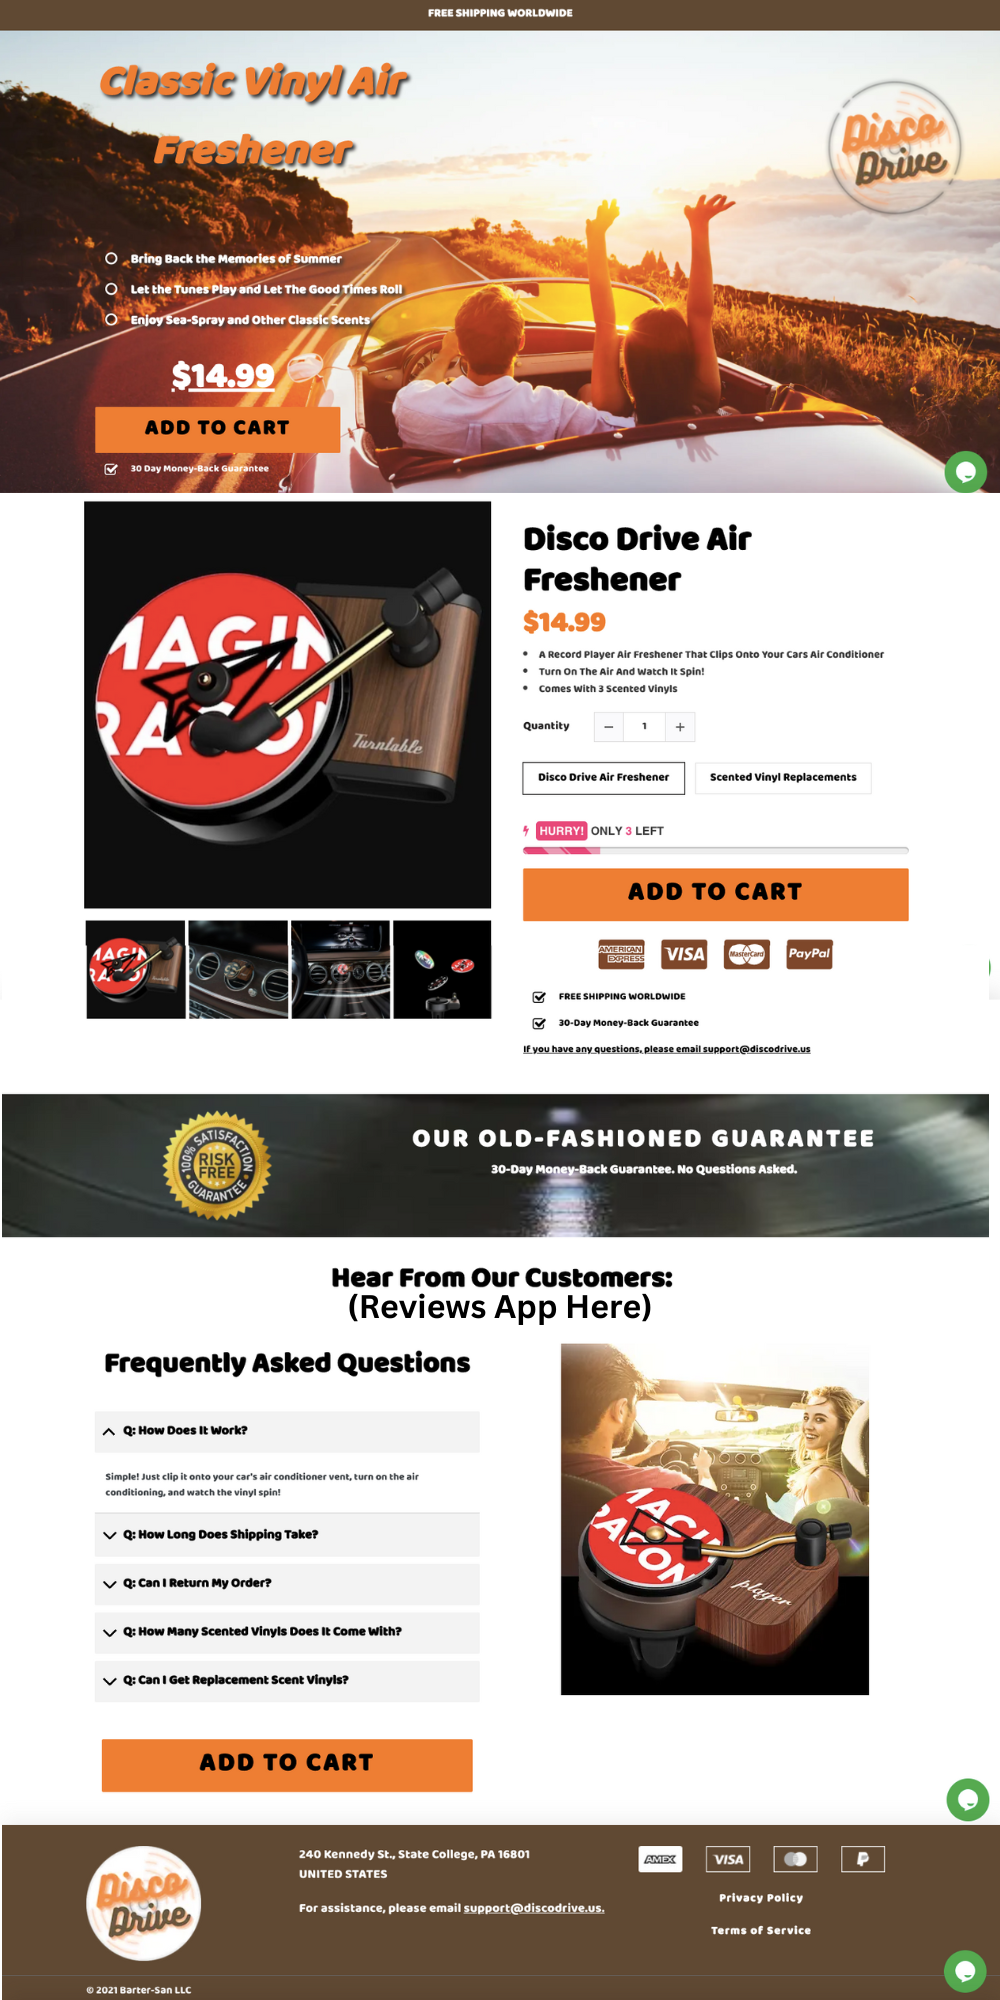 FREE SHIPPING WORLDWIDE
Classic Vinyl Air
Freshener
Disco
Drive
Bring Back the Memories of Summer
Let the Tunes Play and Let The Good Times Roll
Enjoy Sea-Spray and Other Classic Scents
$14.99
ADD TO CART
30 Day Money-Back Guarantee
MAGIN
RAGON
Turntable
Disco Drive Air
Freshener
$14.99
A Record Player Air Freshener That Clips Onto Your Cars Air Conditioner
Turn On The Air And Watch It Spin!
Comes With 3 Scented Vinyls
Quantity
− 1 +
Disco Drive Air Freshener
Scented Vinyl Replacements
HURRY! ONLY 3 LEFT
ADD TO CART
AMERICAN EXPRESS
VISA
MasterCard
PayPal
MAGIN
Turntable
FREE SHIPPING WORLDWIDE
30-Day Money-Back Guarantee
If you have any questions, please email support@discodrive.us
100% SATISFACTION
RISK
FREE
GUARANTEE
OUR OLD-FASHIONED GUARANTEE
30-Day Money-Back Guarantee. No Questions Asked.
Hear From Our Customers:
(Reviews App Here)
Frequently Asked Questions
Q: How Does It Work?
Simple! Just clip it onto your car's air conditioner vent, turn on the air
conditioning, and watch the vinyl spin!
Q: How Long Does Shipping Take?
Q: Can I Return My Order?
Q: How Many Scented Vinyls Does It Come With?
Q: Can I Get Replacement Scent Vinyls?
MAGIN
RACON
player
ADD TO CART
Disco
Drive
240 Kennedy St., State College, PA 16801
UNITED STATES
For assistance, please email support@discodrive.us.
AMEX
VISA
Privacy Policy
Terms of Service
© 2021 Barter-San LLC